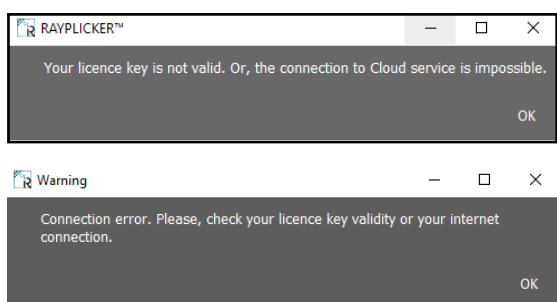 RAYPLICKER™
Your licence key is not valid. Or, the connection to Cloud service is impossible.
OK
Warning
Connection error. Please, check your licence key validity or your internet
connection.
OK